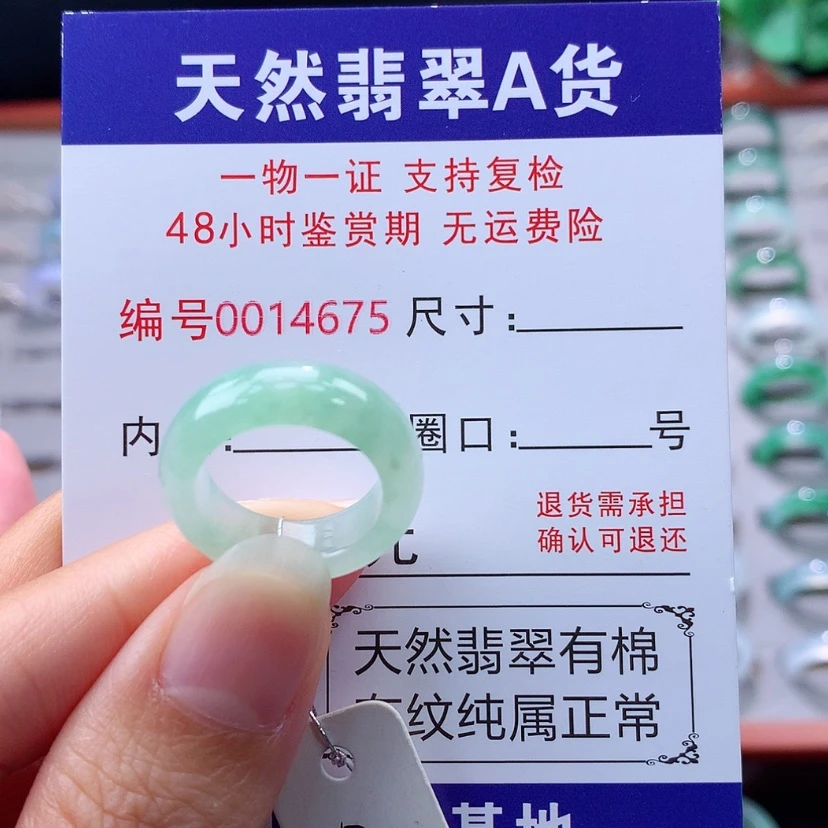 天然翡翠A货
一物一证 支持复检
48小时鉴赏期 无运费险
编号0014675 尺寸:
内 : 圈口: 号
退货需承担
确认可退还
元
天然翡翠有棉
纹纯属正常
基地